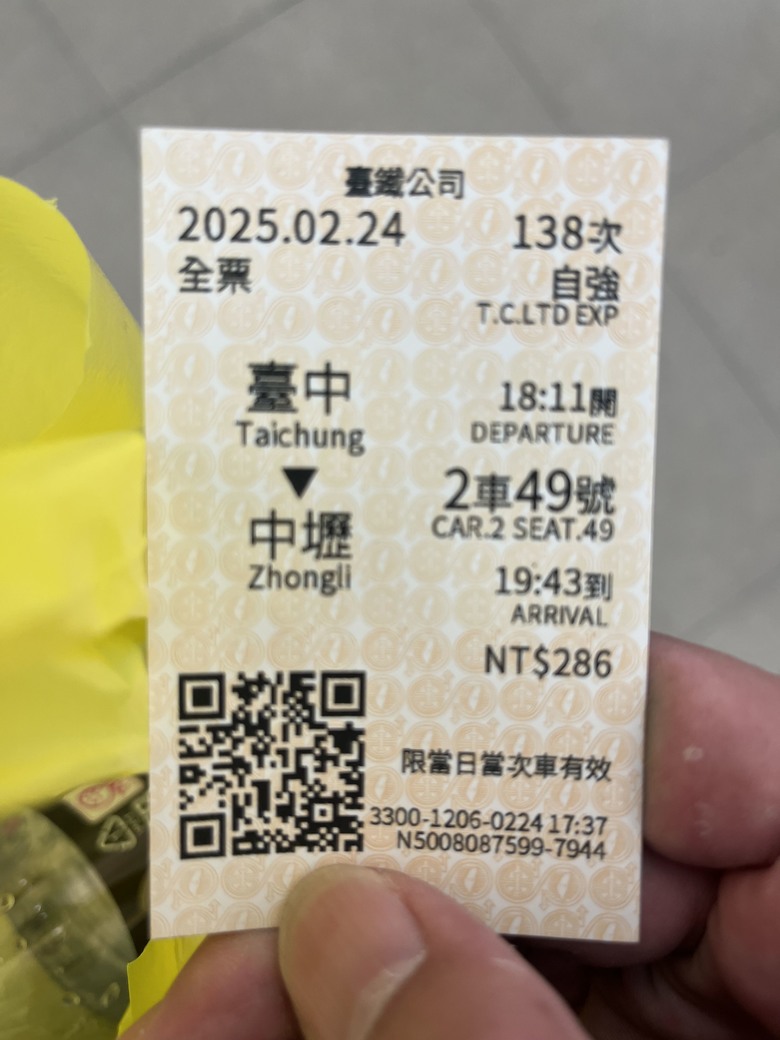 臺鐵公司
2025.02.24 138次
全票 自強
T.C.LTD EXP
臺中 18:11開
Taichung DEPARTURE
▼ 2車49號
中壢 CAR.2 SEAT.49
Zhongli 19:43到
ARRIVAL
NT$286
限當日當次車有效
3300-1206-0224 17:37
N5008087599-7944